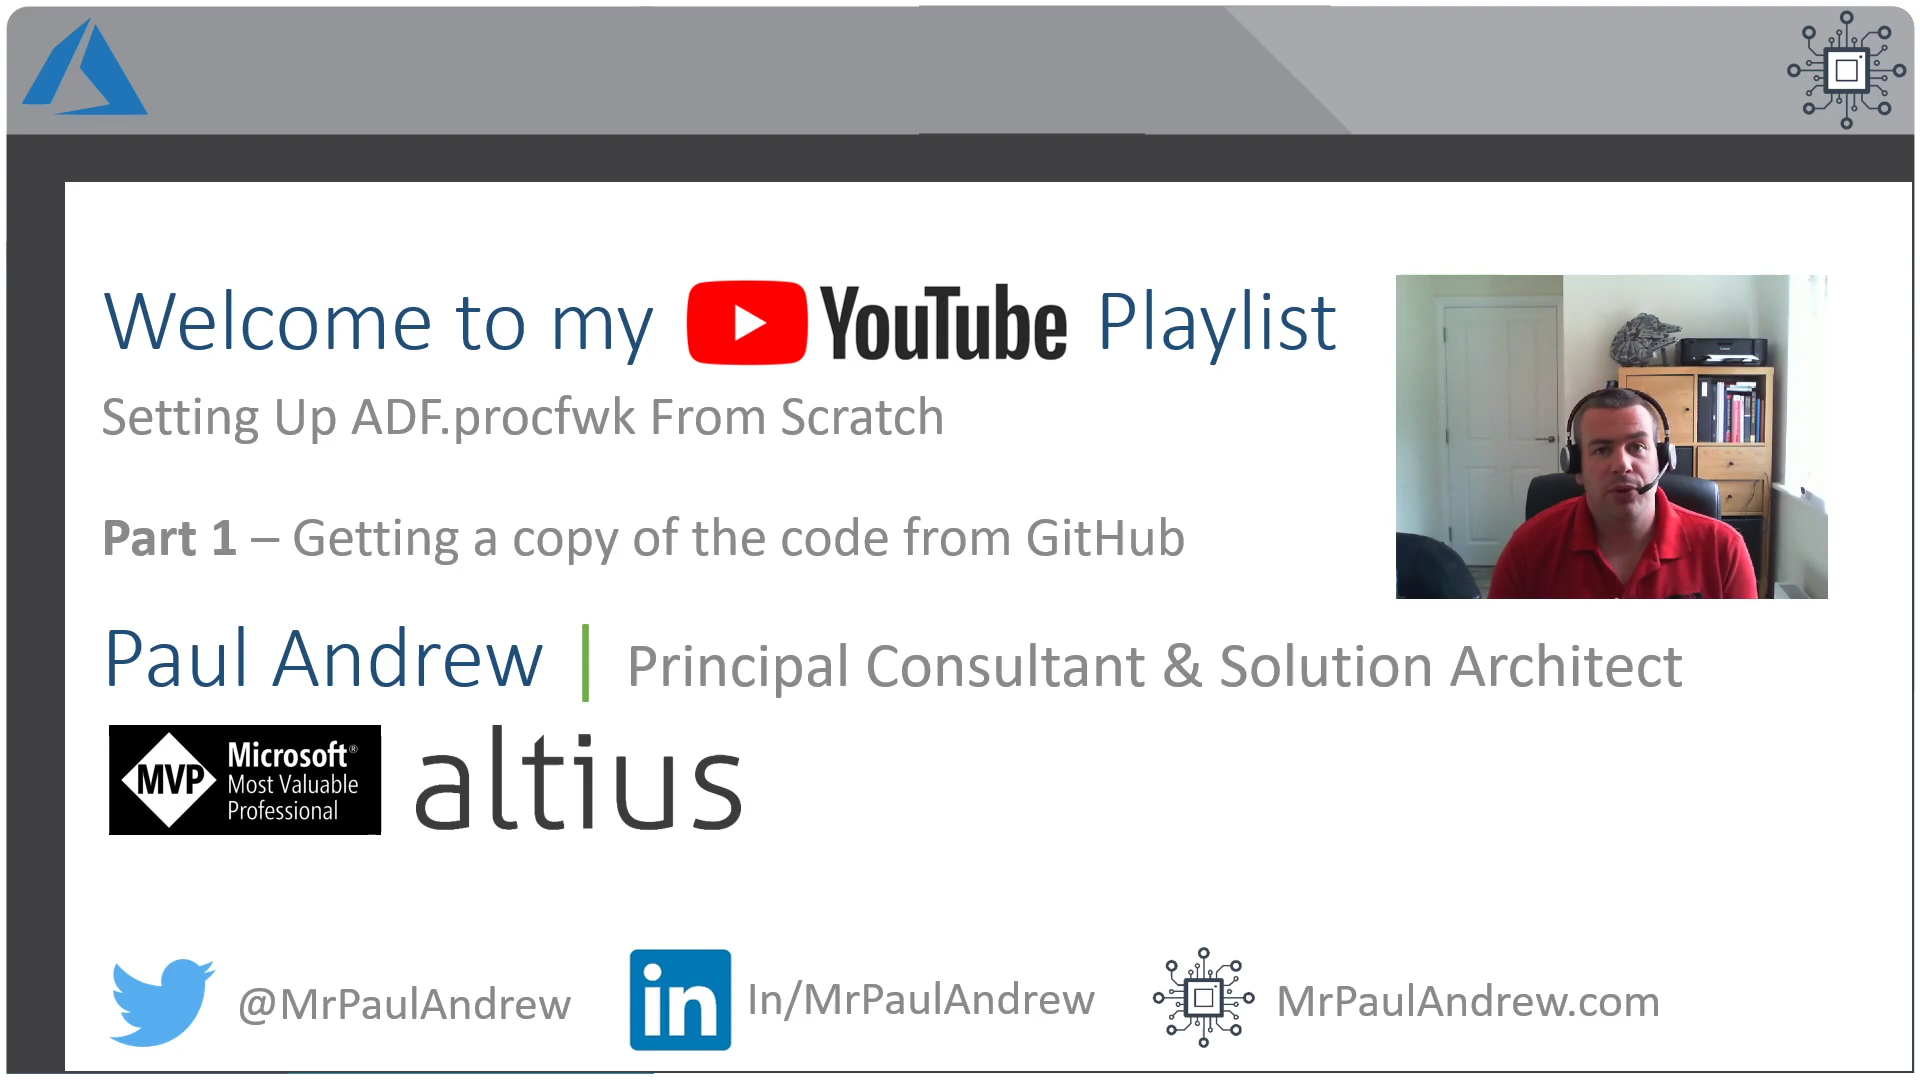 Welcome to my YouTube Playlist
Setting Up ADF.procfwk From Scratch
Part 1 – Getting a copy of the code from GitHub
Paul Andrew | Principal Consultant & Solution Architect
MVP
Microsoft®
Most Valuable
Professional
altius
@MrPaulAndrew
in
In/MrPaulAndrew
MrPaulAndrew.com